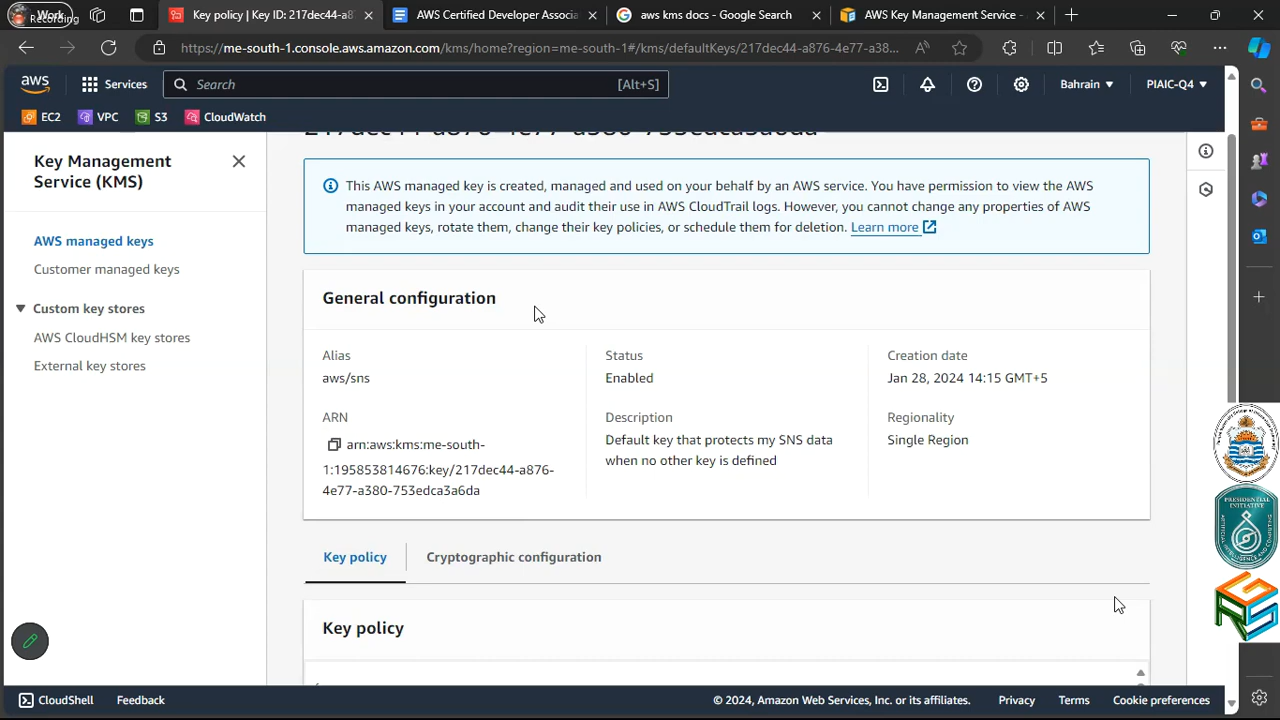 Work
Recording
Key policy | Key ID: 217dec44-a8
AWS Certified Developer Associa
aws kms docs - Google Search
AWS Key Management Service -
https://me-south-1.console.aws.amazon.com/kms/home?region=me-south-1#/kms/defaultKeys/217dec44-a876-4e77-a38...
aws
Services
Search
[Alt+S]
Bahrain
PIAIC-Q4
EC2
VPC
S3
CloudWatch
Key Management
Service (KMS)
AWS managed keys
Customer managed keys
Custom key stores
AWS CloudHSM key stores
External key stores
217dec44-a876-4e77-a380-753edca3a6da
This AWS managed key is created, managed and used on your behalf by an AWS service. You have permission to view the AWS
managed keys in your account and audit their use in AWS CloudTrail logs. However, you cannot change any properties of AWS
managed keys, rotate them, change their key policies, or schedule them for deletion. Learn more
General configuration
Alias
aws/sns
Status
Enabled
Creation date
Jan 28, 2024 14:15 GMT+5
ARN
arn:aws:kms:me-south-
1:195853814676:key/217dec44-a876-
4e77-a380-753edca3a6da
Description
Default key that protects my SNS data
when no other key is defined
Regionality
Single Region
Key policy
Cryptographic configuration
Key policy
PRESIDENTIAL
INITIATIVE
CloudShell
Feedback
© 2024, Amazon Web Services, Inc. or its affiliates.
Privacy
Terms
Cookie preferences